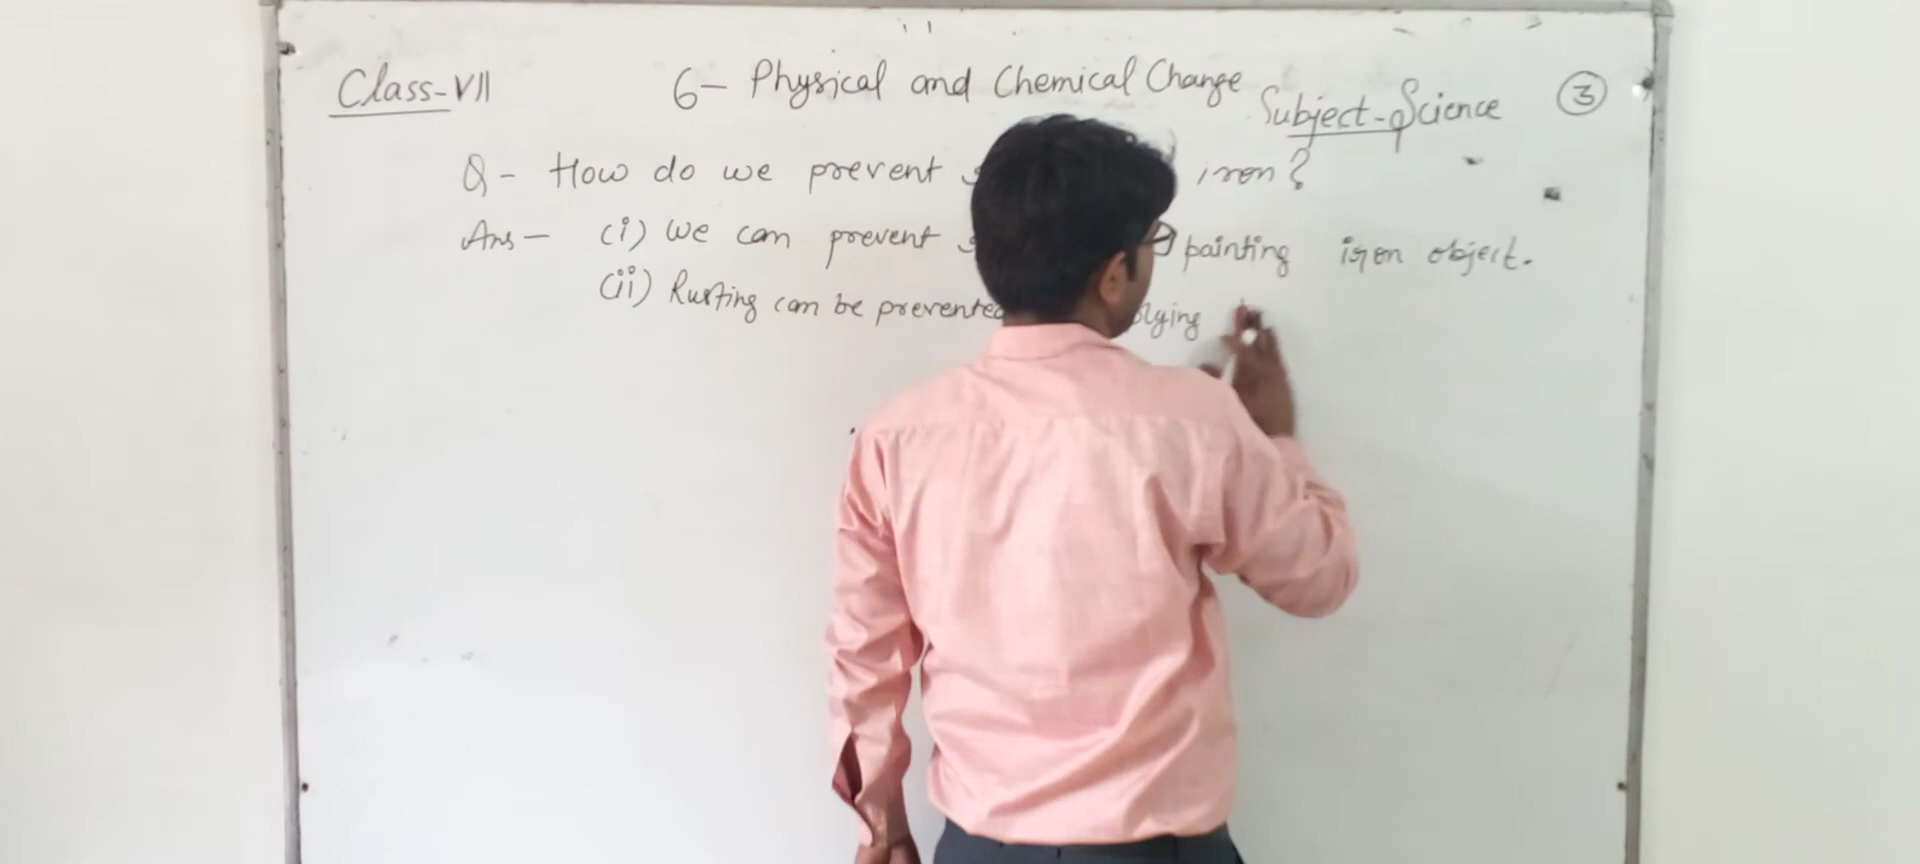 Class-VII
6- Physical and Chemical Change
Subject-Science
3
Q- How do we prevent iron?
Ans- (i) We can prevent painting iron object.
(ii) Rusting can be prevented